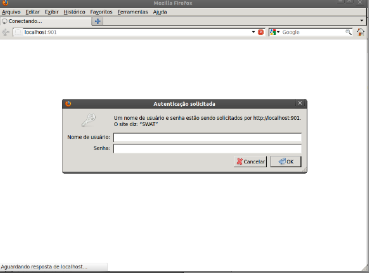 Mozilla Firefox
Arquivo Editar Exibir Histórico Favoritos Ferramentas Ajuda
Conectando...
localhost:901
Google
Autenticação solicitada
Um nome de usuário e senha estão sendo solicitados por http://localhost:901.
O site diz: "SWAT"
Nome de usuário:
Senha:
Cancelar
OK
Aguardando resposta de localhost...